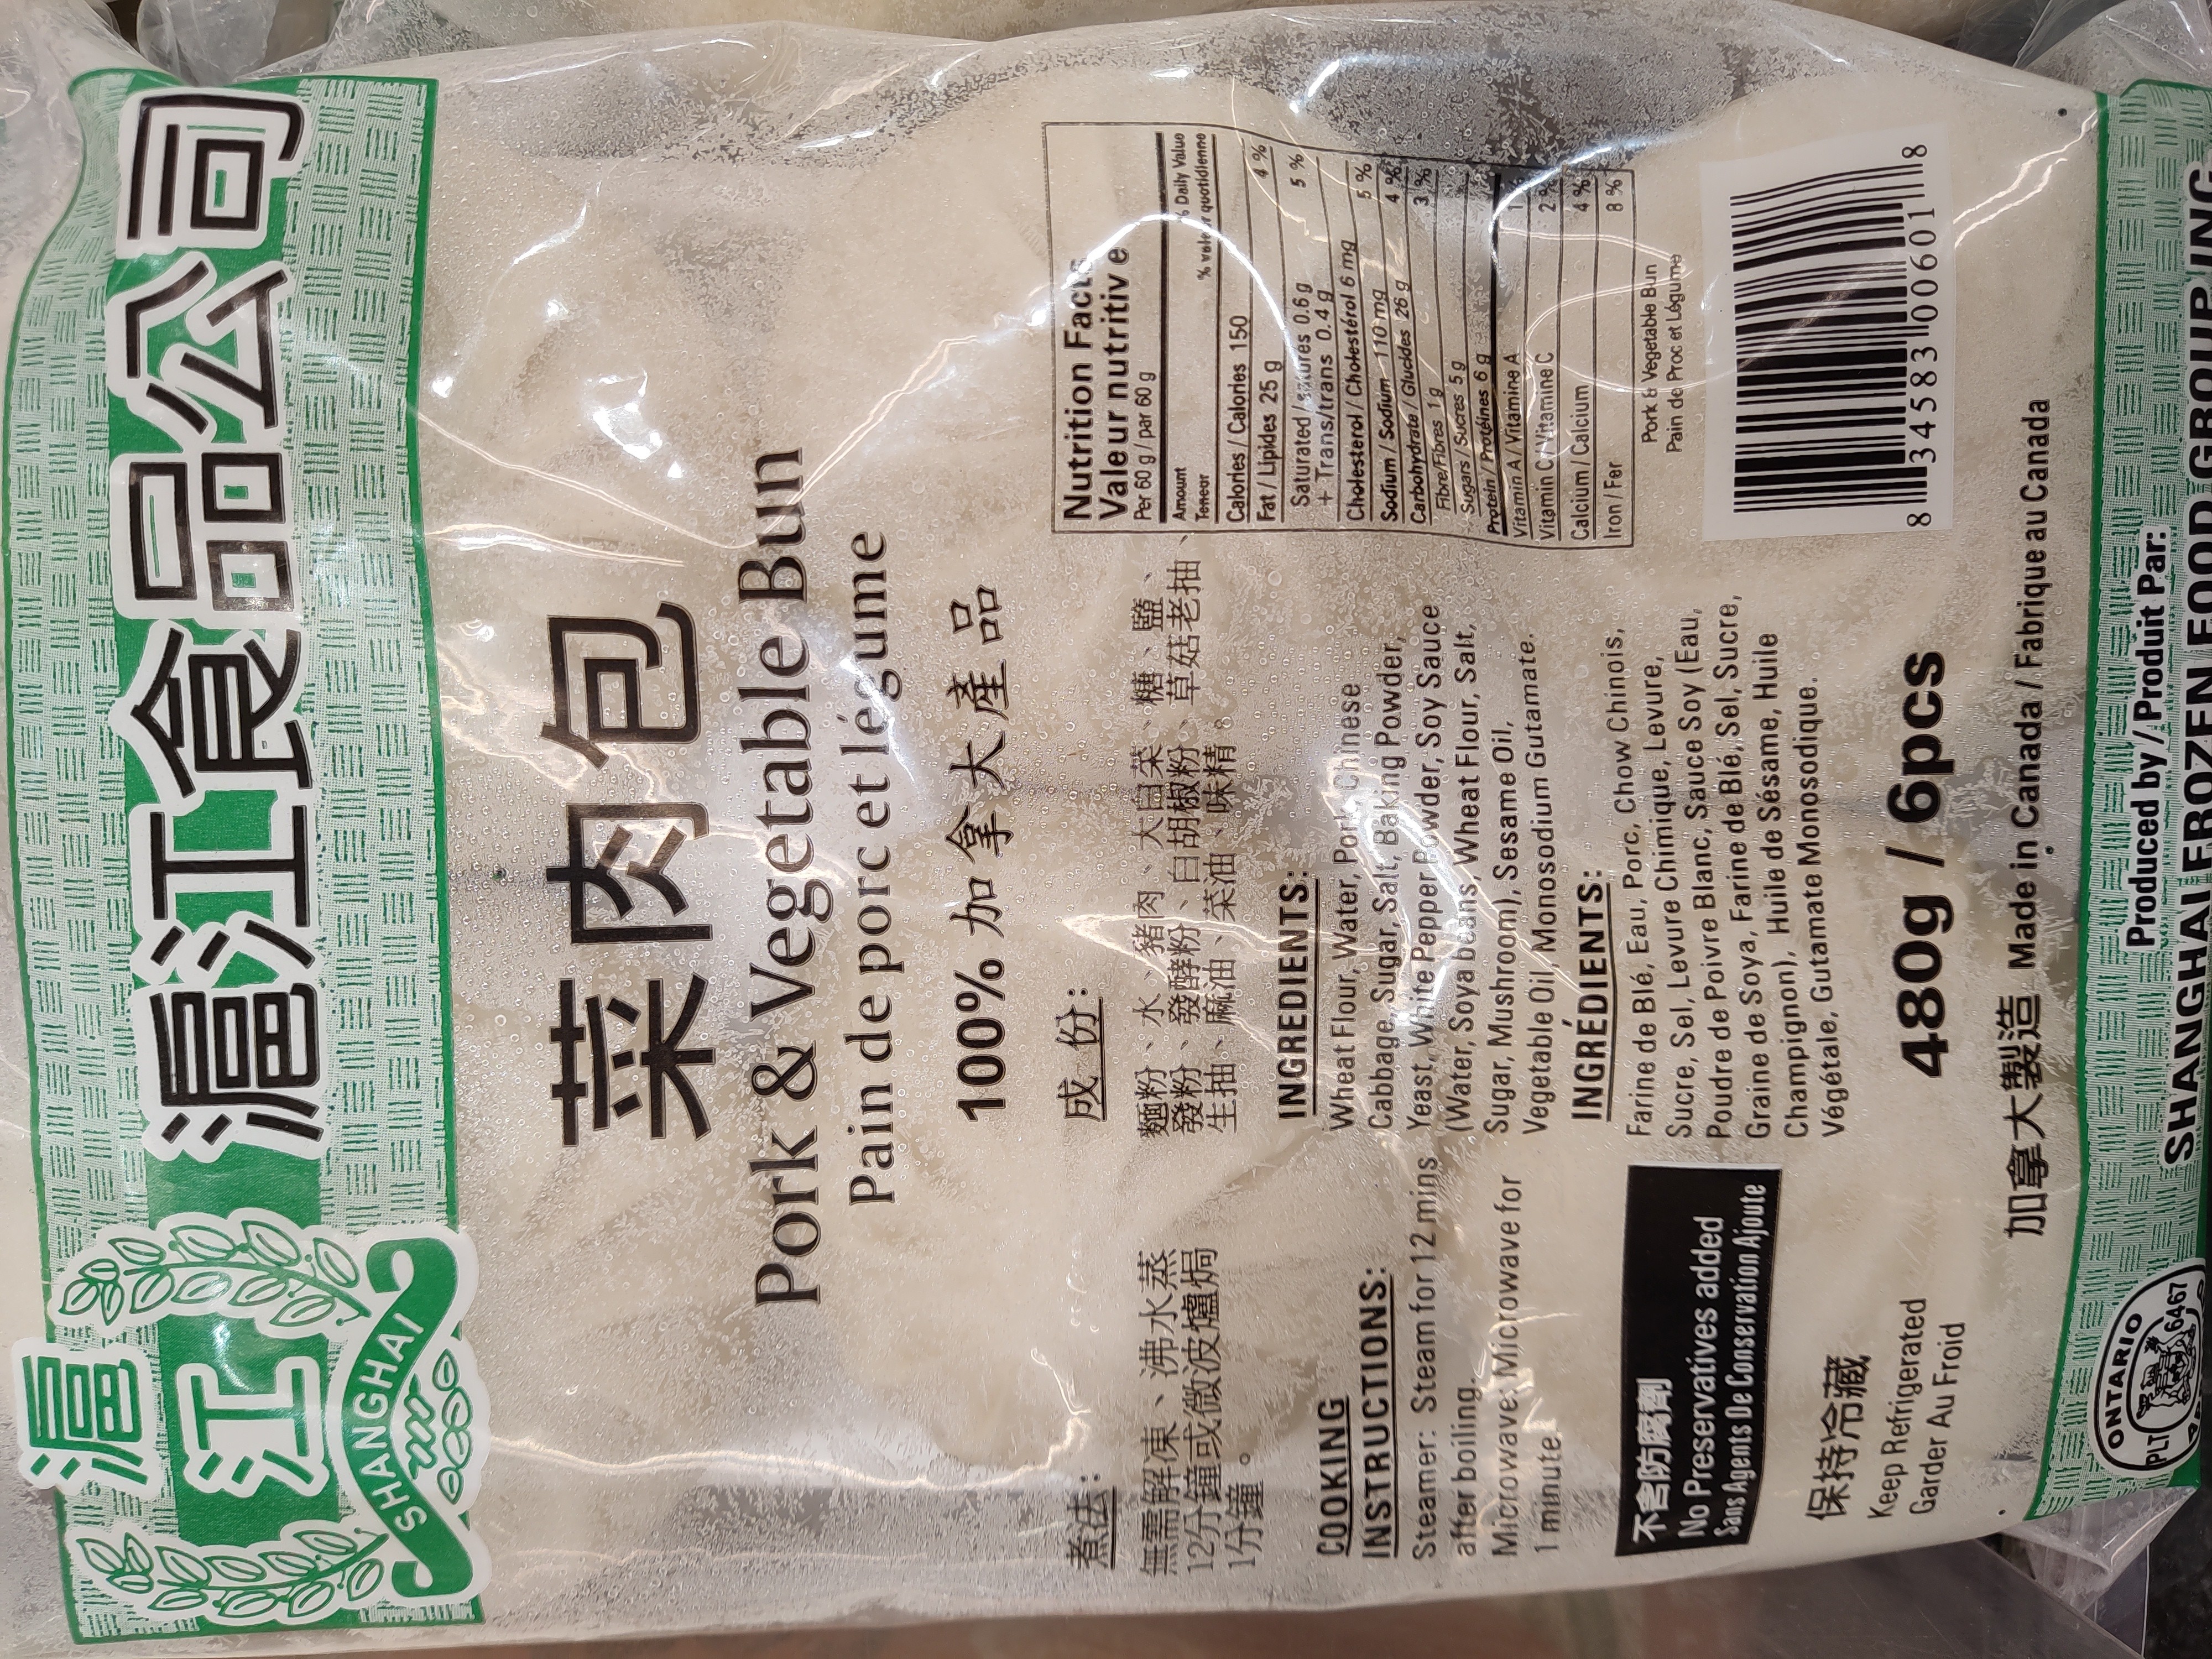 滬江食品公司
滬
江
SHANGHAI
菜肉包
Pork & Vegetable Bun
Pain de porc et légume
100% 加拿大產品
煮法:
無需解凍、沸水蒸
12分鐘或微波爐焗
1分鐘。
COOKING
INSTRUCTIONS:
Steamer: Steam for 12 mins
after boiling.
Microwave: Microwave for
1 minute.
不含防腐劑
No Preservatives added
Sans Agents De Conservation Ajoute
保持冷藏
Keep Refrigerated
Garder Au Froid
成份:
麵粉、水、豬肉、大白菜、糖、鹽、
發粉、發酵粉、白胡椒粉、草菇老抽、
生抽、麻油、菜油、味精。
INGREDIENTS:
Wheat Flour, Water, Pork, Chinese
Cabbage, Sugar, Salt, Baking Powder,
Yeast, White Pepper Powder, Soy Sauce
(Water, Soya beans, Wheat Flour, Salt,
Sugar, Mushroom), Sesame Oil,
Vegetable Oil, Monosodium Gutamate.
INGRÉDIENTS:
Farine de Blé, Eau, Porc, Chow Chinois,
Sucre, Sel, Levure Chimique, Levure,
Poudre de Poivre Blanc, Sauce Soy (Eau,
Graine de Soya, Farine de Blé, Sel, Sucre,
Champignon), Huile de Sésame, Huile
Végétale, Gutamate Monosodique.
480g / 6pcs
Nutrition Facts
Valeur nutritive
Per 60 g / par 60 g
Amount % Daily Value
Teneur % valeur quotidienne
Calories / Calories 150 4 %
Fat / Lipides 25 g 5 %
Saturated / saturés 0.6 g
+ Trans/trans 0.4 g
Cholesterol / Cholestérol 6 mg 5 %
Sodium / Sodium 110 mg 4 %
Carbohydrate / Glucides 26 g 3 %
Fibre/Fibres 1 g
Sugars / Sucres 5 g
Protein / Protéines 6 g
Vitamin A / Vitamine A 1 %
Vitamin C / Vitamine C 2 %
Calcium / Calcium 4 %
Iron / Fer 8 %
Pork & Vegetable Bun
Pain de Proc et Légume
8 34583 00601 8
加拿大製造 Made in Canada / Fabrique au Canada
ONTARIO
PLT 6467
Produced by / Produit Par:
SHANGHAI FROZEN FOOD GROUP INC